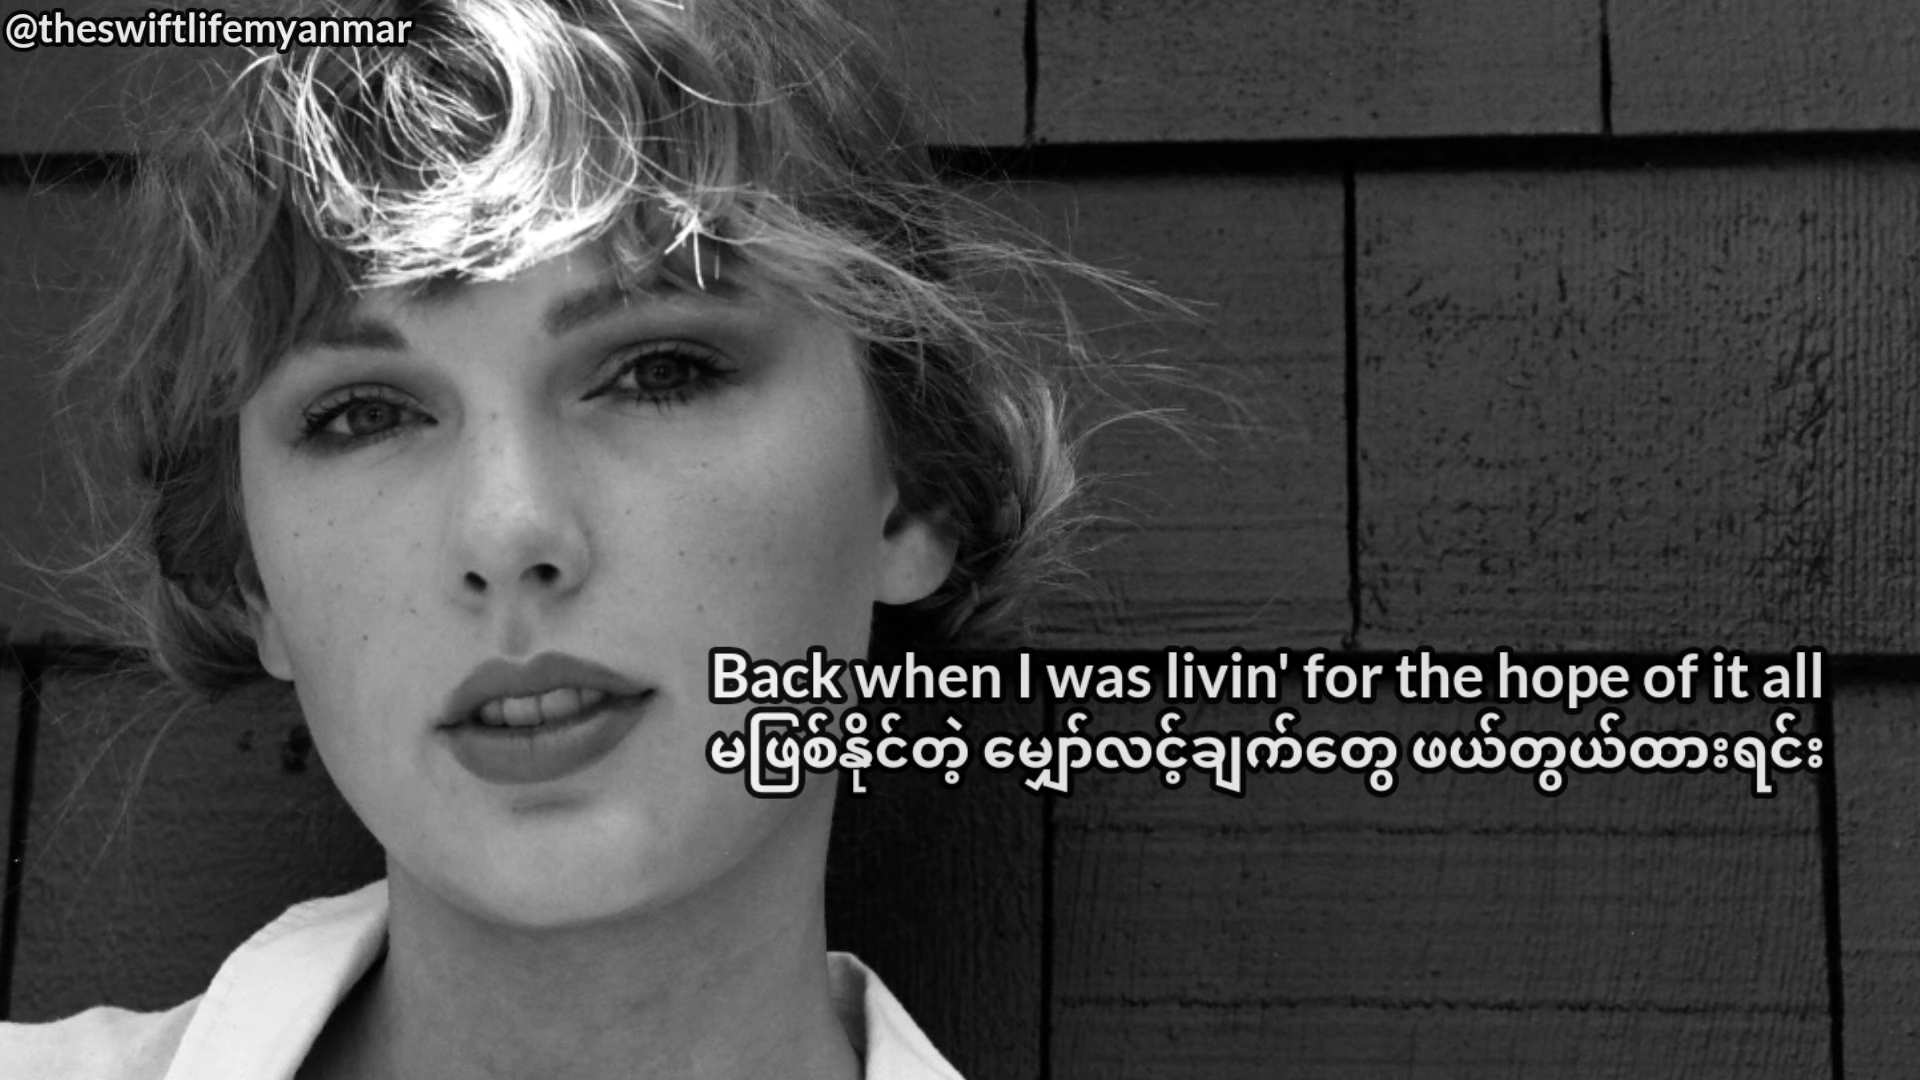 @theswiftlifemyanmar
Back when I was livin' for the hope of it all
မဖြစ်နိုင်တဲ့ မျှော်လင့်ချက်တွေ ဖယ်တွယ်ထားရင်း